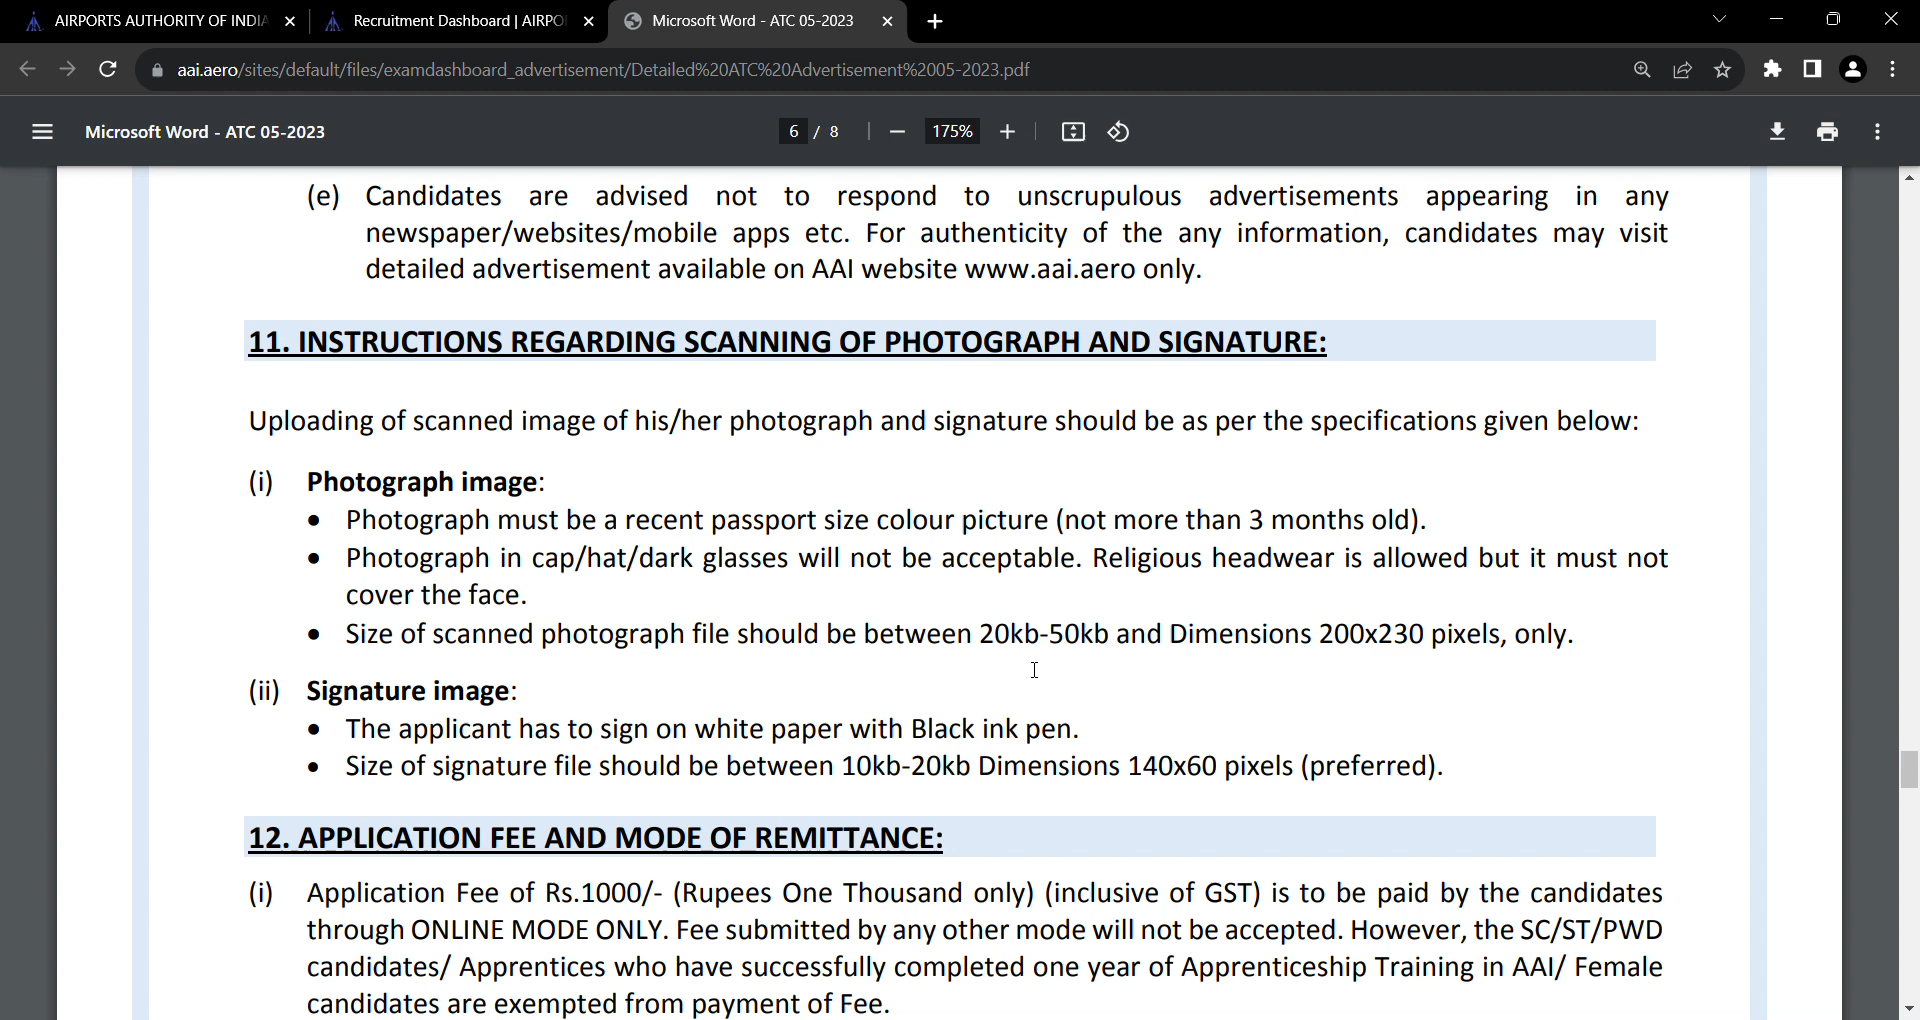 AIRPORTS AUTHORITY OF INDIA
Recruitment Dashboard | AIRPO
Microsoft Word - ATC 05-2023
aai.aero/sites/default/files/examdashboard_advertisement/Detailed%20ATC%20Advertisement%2005-2023.pdf
Microsoft Word - ATC 05-2023
6 / 8
175%
(e) Candidates are advised not to respond to unscrupulous advertisements appearing in any
newspaper/websites/mobile apps etc. For authenticity of the any information, candidates may visit
detailed advertisement available on AAI website www.aai.aero only.
11. INSTRUCTIONS REGARDING SCANNING OF PHOTOGRAPH AND SIGNATURE:
Uploading of scanned image of his/her photograph and signature should be as per the specifications given below:
(i) Photograph image:
• Photograph must be a recent passport size colour picture (not more than 3 months old).
• Photograph in cap/hat/dark glasses will not be acceptable. Religious headwear is allowed but it must not
cover the face.
• Size of scanned photograph file should be between 20kb-50kb and Dimensions 200x230 pixels, only.
(ii) Signature image:
• The applicant has to sign on white paper with Black ink pen.
• Size of signature file should be between 10kb-20kb Dimensions 140x60 pixels (preferred).
12. APPLICATION FEE AND MODE OF REMITTANCE:
(i) Application Fee of Rs.1000/- (Rupees One Thousand only) (inclusive of GST) is to be paid by the candidates
through ONLINE MODE ONLY. Fee submitted by any other mode will not be accepted. However, the SC/ST/PWD
candidates/ Apprentices who have successfully completed one year of Apprenticeship Training in AAI/ Female
candidates are exempted from payment of Fee.